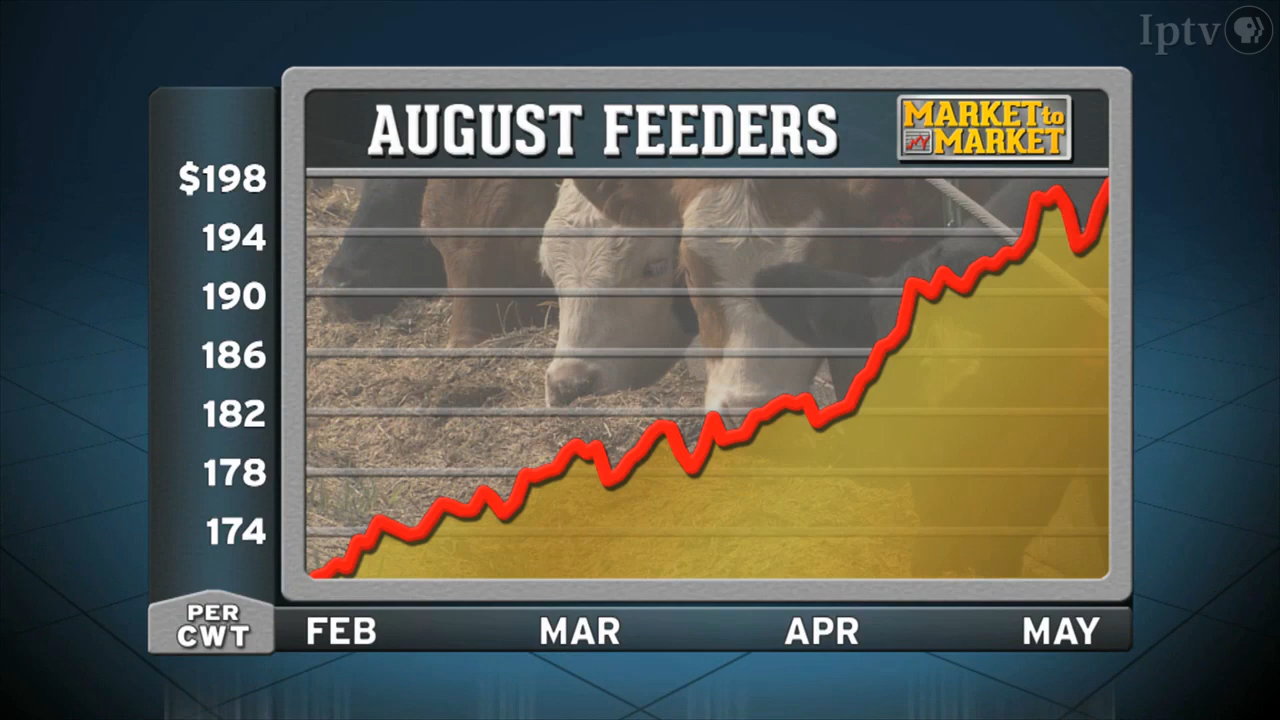 Iptv
AUGUST FEEDERS
MARKET to
MARKET
$198
194
190
186
182
178
174
PER
CWT
FEB MAR APR MAY